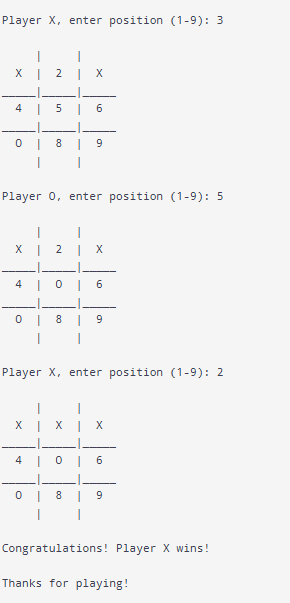 Player X, enter position (1-9): 3
     |     |
  X  |  2  |  X
_____|_____|_____
  4  |  5  |  6
_____|_____|_____
  O  |  8  |  9
     |     |
Player O, enter position (1-9): 5
     |     |
  X  |  2  |  X
_____|_____|_____
  4  |  O  |  6
_____|_____|_____
  O  |  8  |  9
     |     |
Player X, enter position (1-9): 2
     |     |
  X  |  X  |  X
_____|_____|_____
  4  |  O  |  6
_____|_____|_____
  O  |  8  |  9
     |     |
Congratulations! Player X wins!
Thanks for playing!